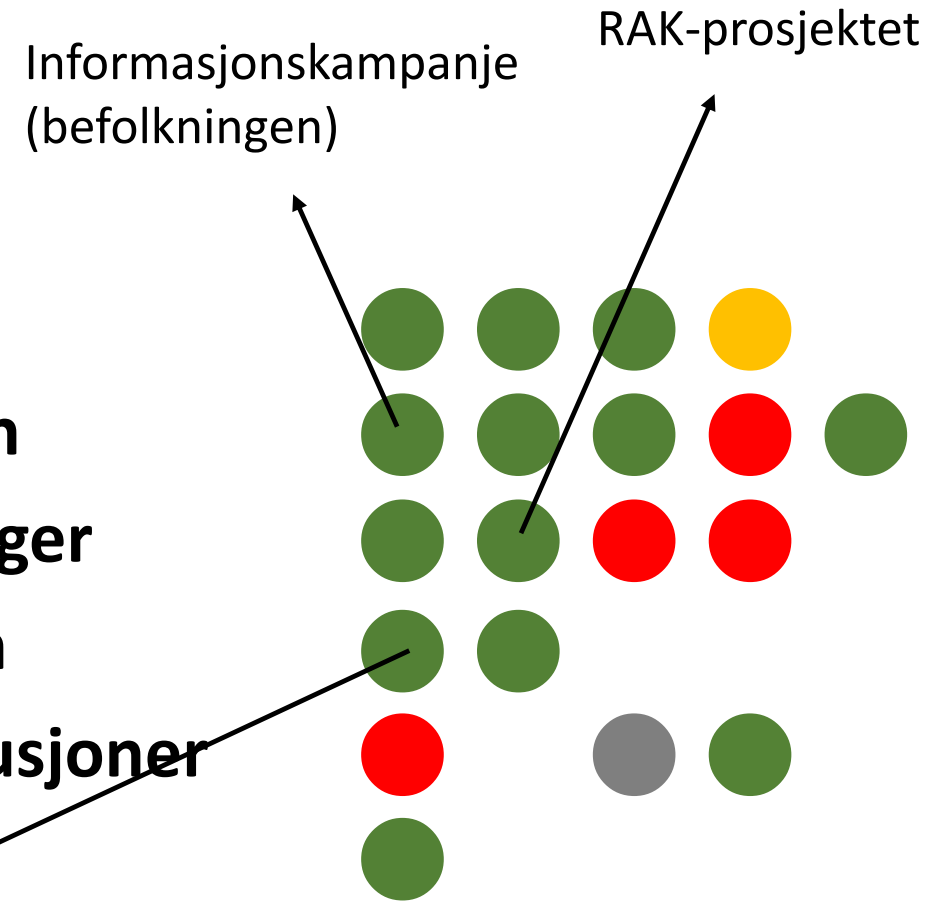 RAK-prosjektet
Informasjonskampanje
(befolkningen)
n
ger
usjoner